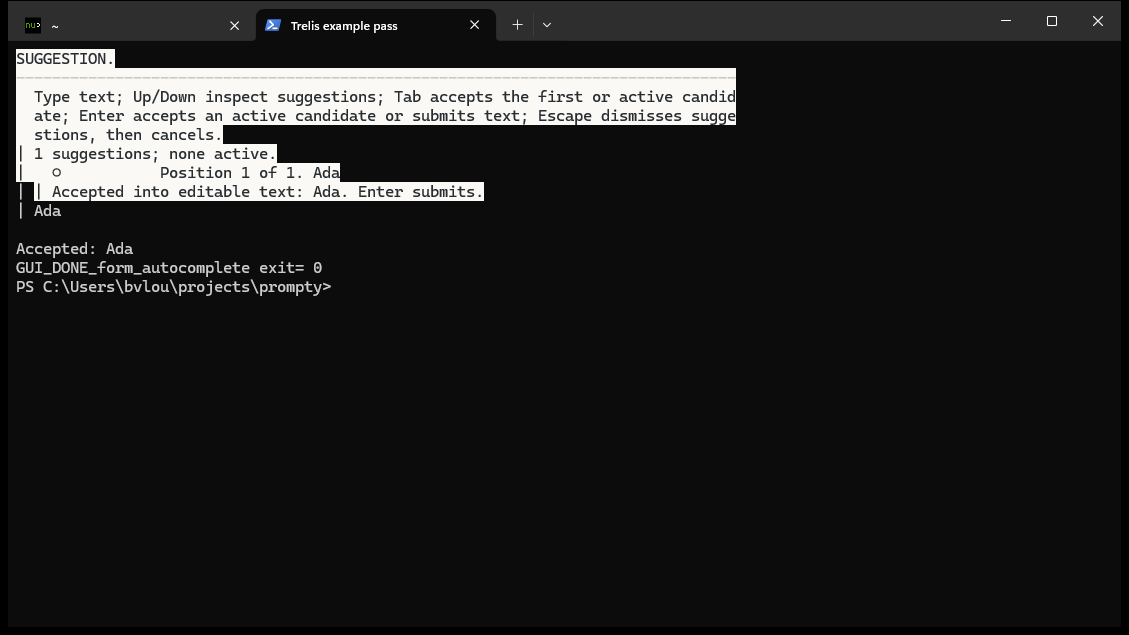 nu> ~
Trelis example pass
SUGGESTION.
Type text; Up/Down inspect suggestions; Tab accepts the first or active candid
ate; Enter accepts an active candidate or submits text; Escape dismisses sugge
stions, then cancels.
| 1 suggestions; none active.
| ○ Position 1 of 1. Ada
| | Accepted into editable text: Ada. Enter submits.
| Ada
Accepted: Ada
GUI_DONE_form_autocomplete exit= 0
PS C:\Users\bvlou\projects\prompty>